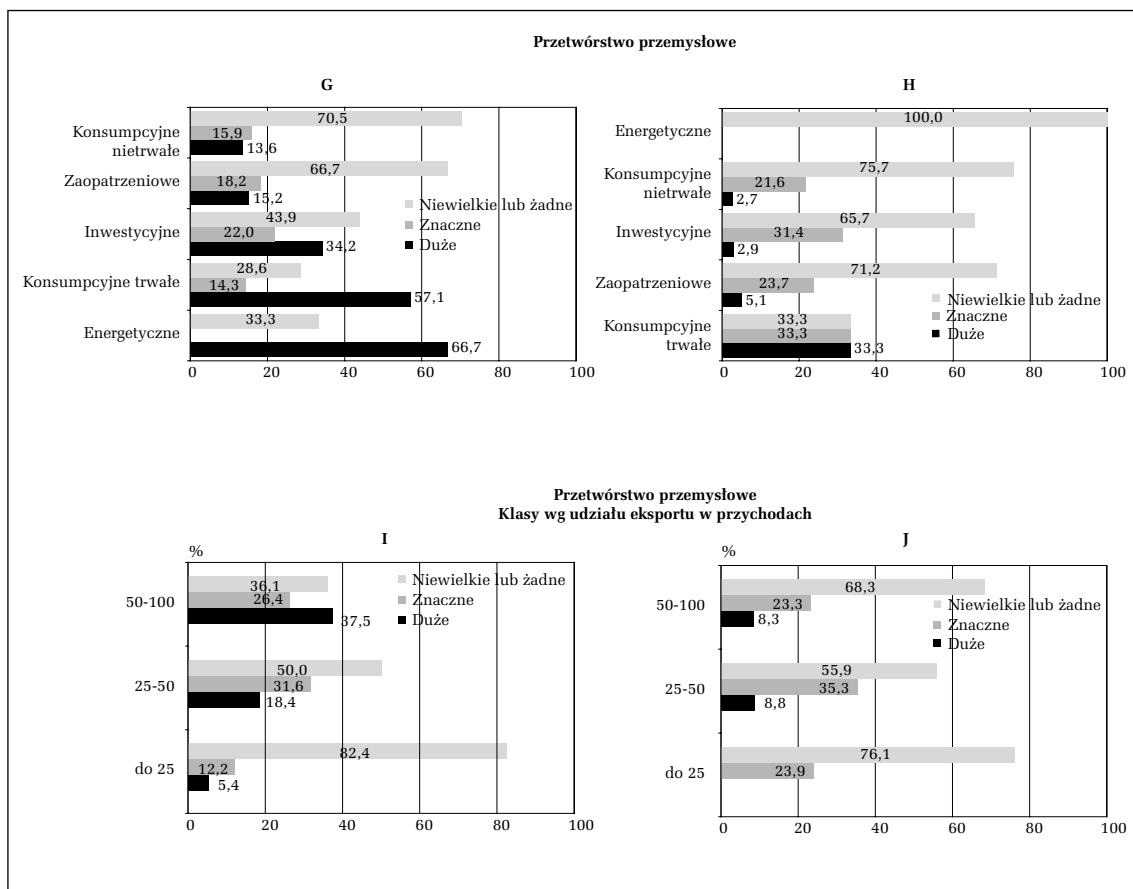 Przetwórstwo przemysłowe
G
Konsumpcyjne
nietrwałe
70,5
15,9
13,6
Zaopatrzeniowe
66,7
18,2
15,2
Inwestycyjne
43,9
22,0
34,2
Konsumpcyjne trwałe
28,6
14,3
57,1
Energetyczne
33,3
66,7
Niewielkie lub żadne
Znaczne
Duże
0 20 40 60 80 100
H
Energetyczne
100,0
Konsumpcyjne
nietrwałe
75,7
21,6
2,7
Inwestycyjne
65,7
31,4
2,9
Zaopatrzeniowe
71,2
23,7
5,1
Konsumpcyjne
trwałe
33,3
33,3
33,3
Niewielkie lub żadne
Znaczne
Duże
0 20 40 60 80 100
Przetwórstwo przemysłowe
Klasy wg udziału eksportu w przychodach
I
%
50-100
36,1
26,4
37,5
25-50
50,0
31,6
18,4
do 25
82,4
12,2
5,4
Niewielkie lub żadne
Znaczne
Duże
0 20 40 60 80 100
J
%
50-100
68,3
23,3
8,3
25-50
55,9
35,3
8,8
do 25
76,1
23,9
Niewielkie lub żadne
Znaczne
Duże
0 20 40 60 80 100